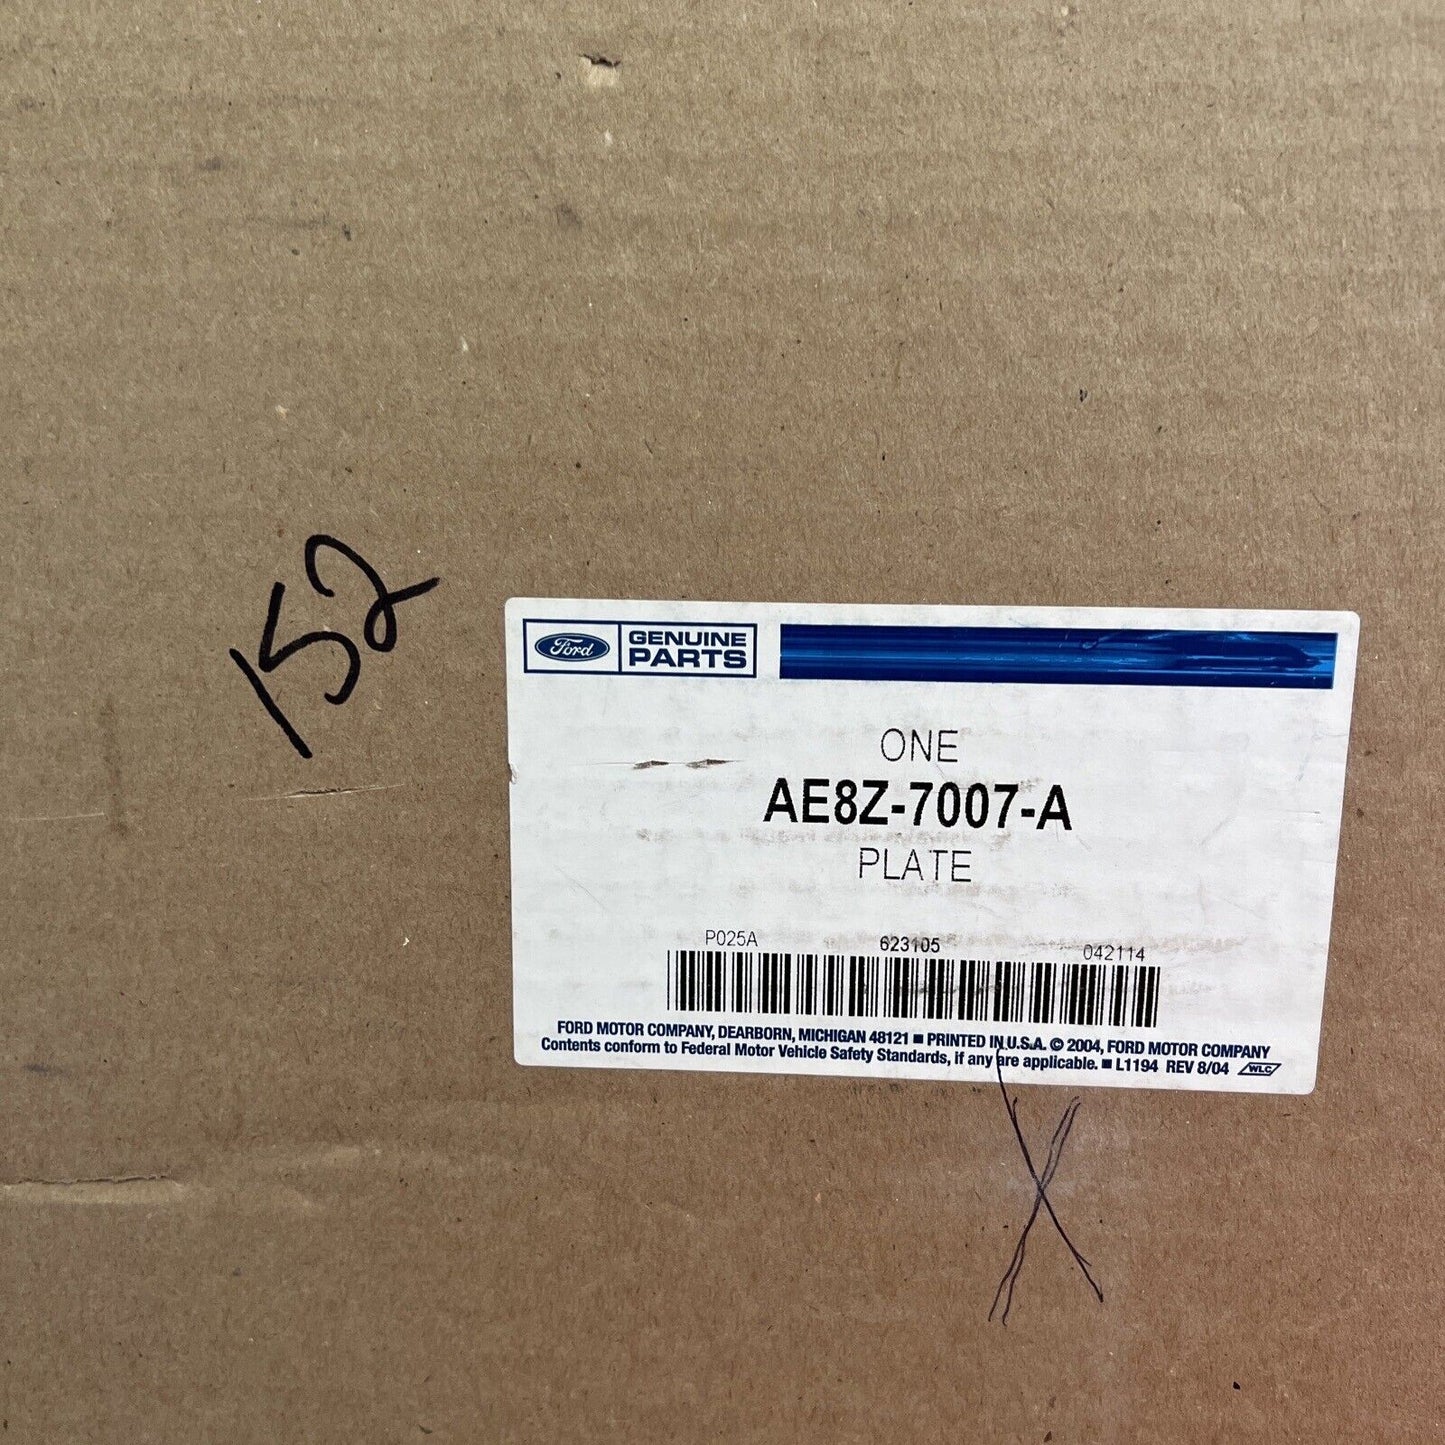 152
Ford GENUINE PARTS
ONE
AE8Z-7007-A
PLATE
P025A 623105 042114
FORD MOTOR COMPANY, DEARBORN, MICHIGAN 48121 ■ PRINTED IN U.S.A. © 2004, FORD MOTOR COMPANY
Contents conform to Federal Motor Vehicle Safety Standards, if any are applicable. ■ L1194 REV 8/04 WLC
X